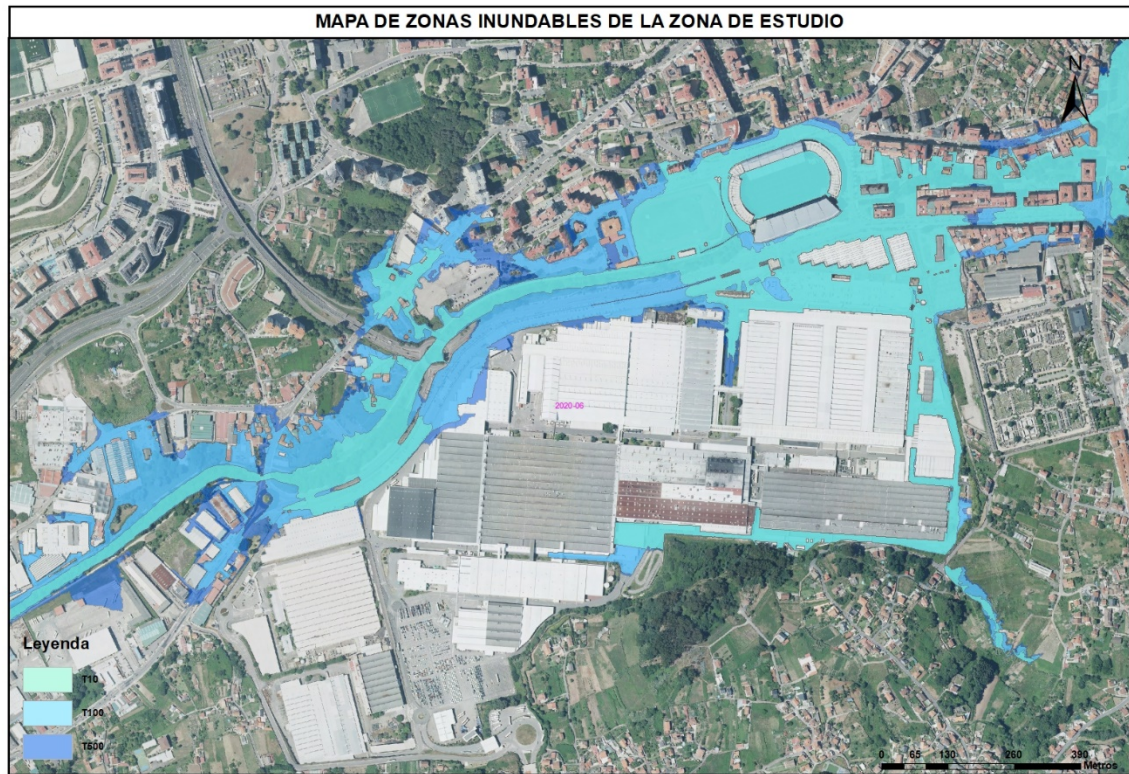 MAPA DE ZONAS INUNDABLES DE LA ZONA DE ESTUDIO
N
2020-06
Leyenda
T10
T100
T500
0 65 130 260 390
Metros